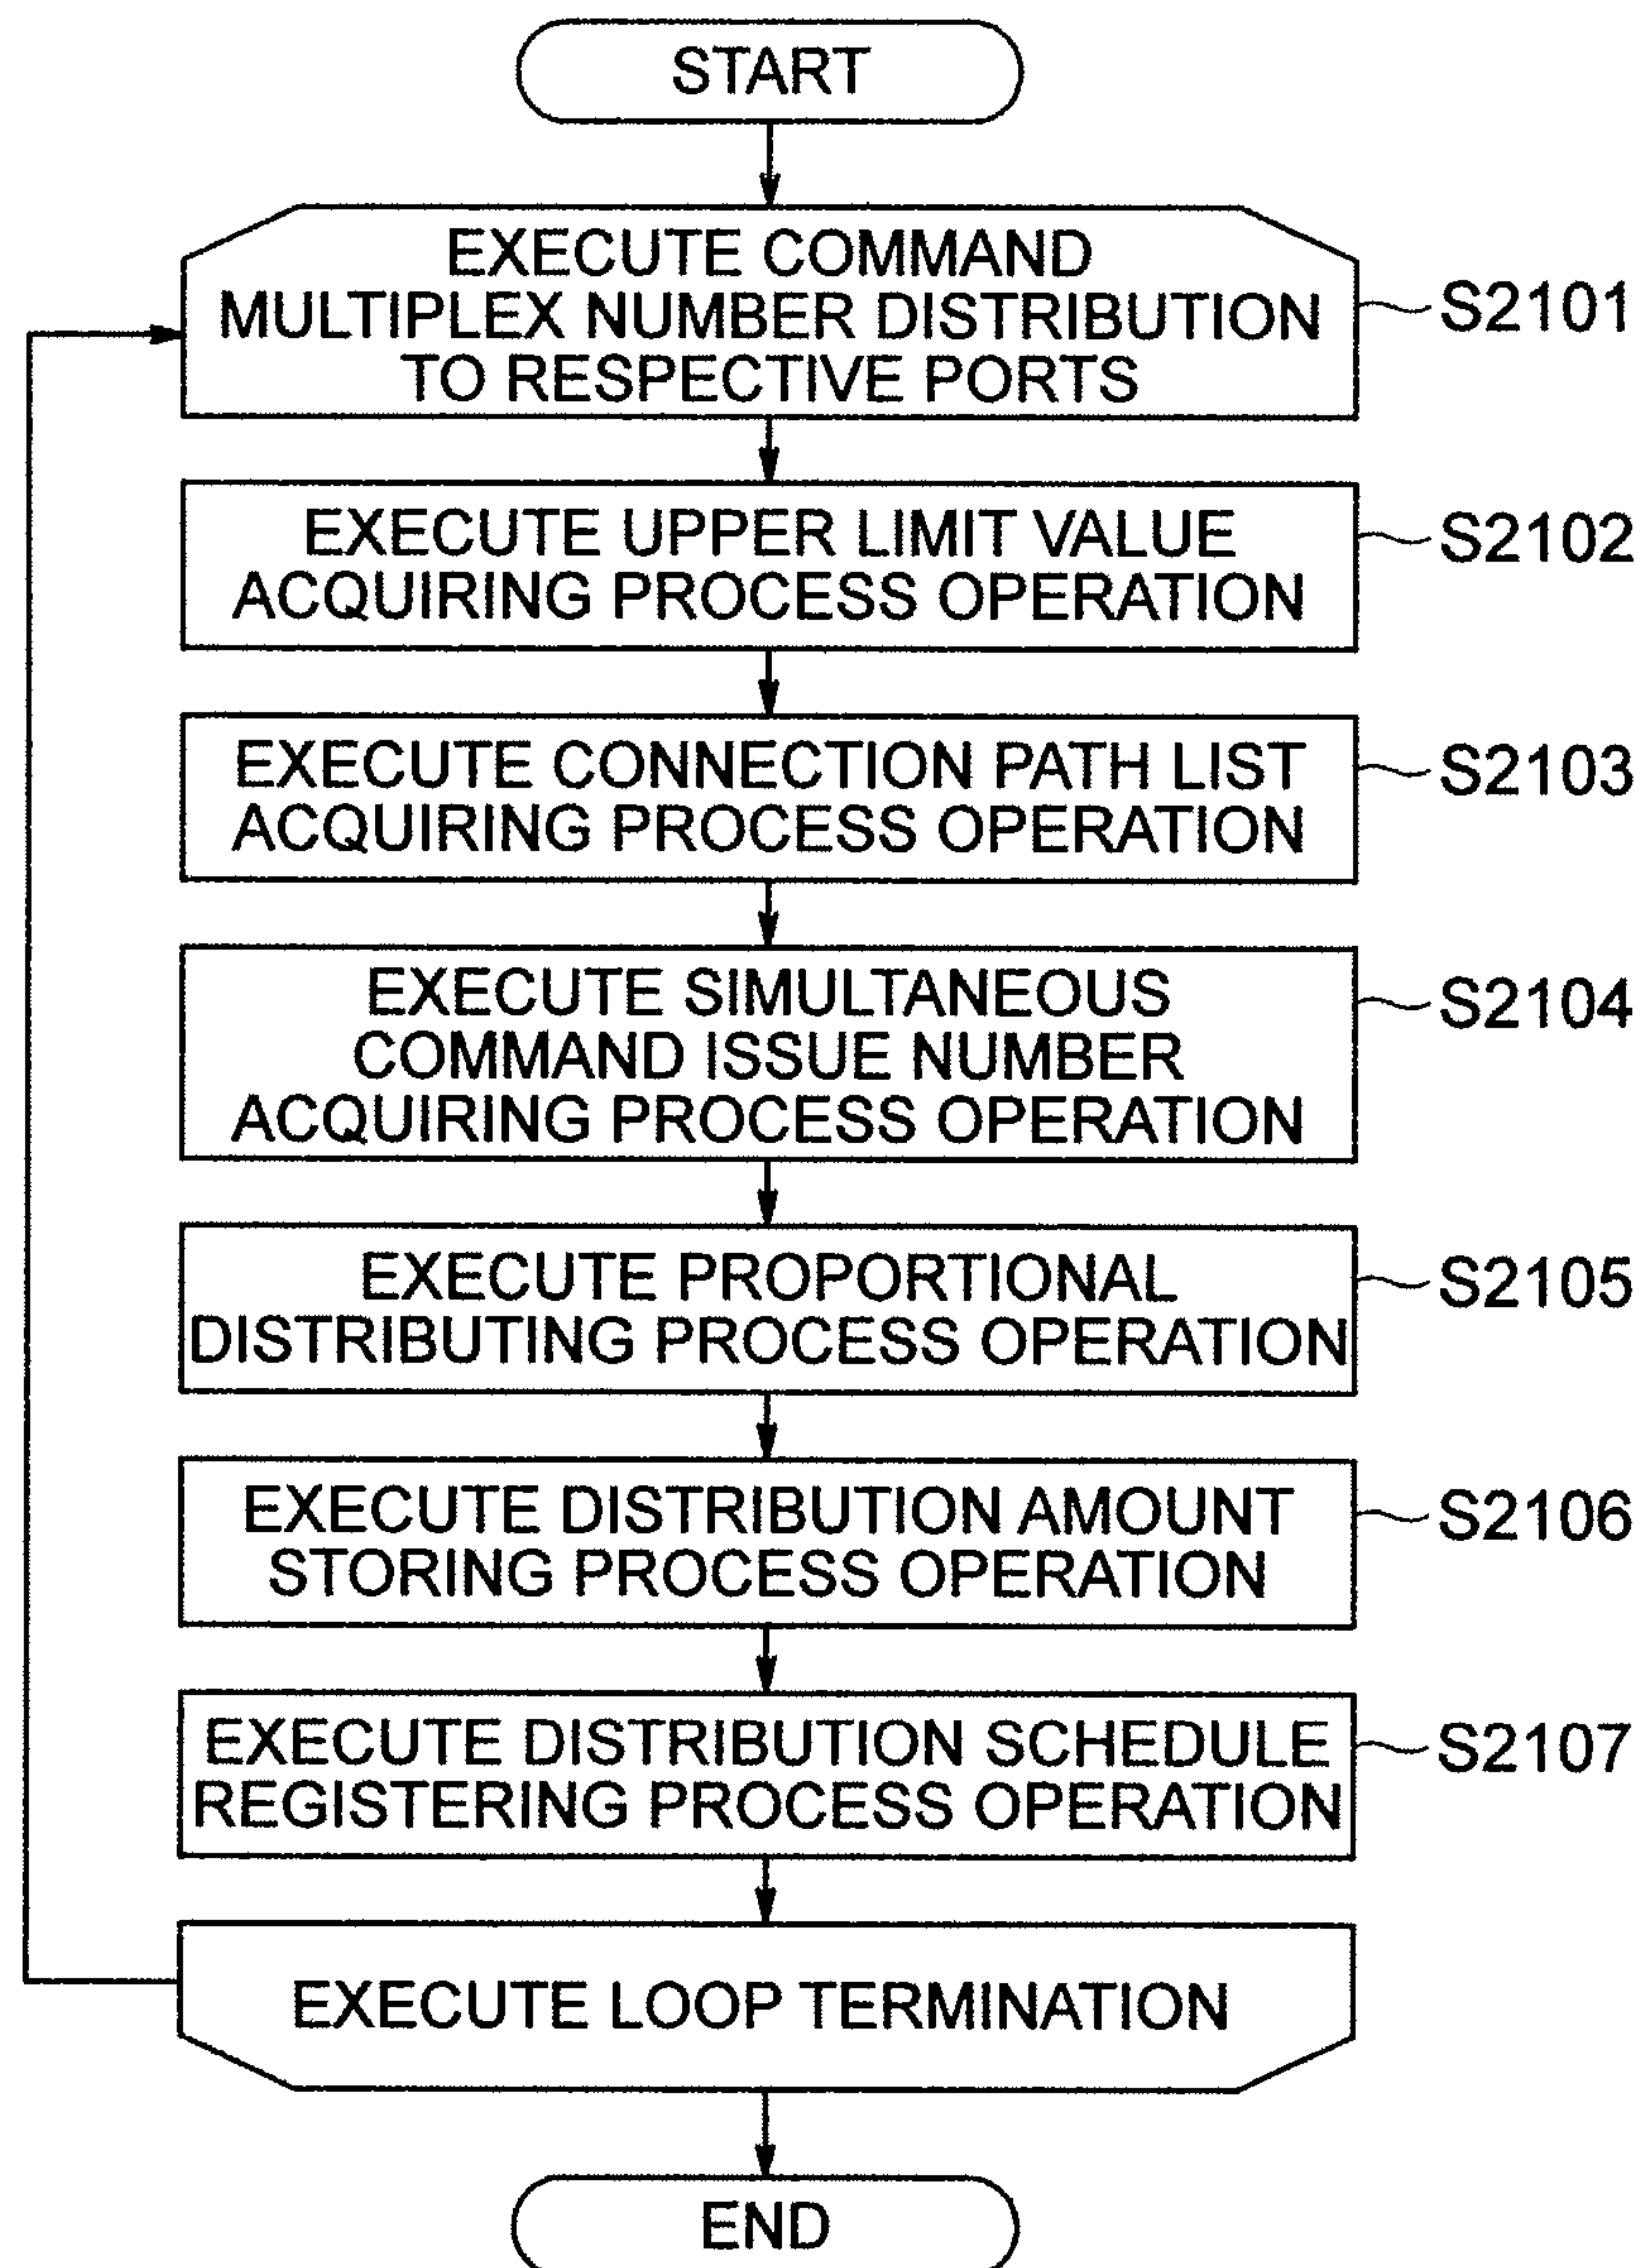 START
EXECUTE COMMAND
MULTIPLEX NUMBER DISTRIBUTION
TO RESPECTIVE PORTS
S2101
EXECUTE UPPER LIMIT VALUE
ACQUIRING PROCESS OPERATION
S2102
EXECUTE CONNECTION PATH LIST
ACQUIRING PROCESS OPERATION
S2103
EXECUTE SIMULTANEOUS
COMMAND ISSUE NUMBER
ACQUIRING PROCESS OPERATION
S2104
EXECUTE PROPORTIONAL
DISTRIBUTING PROCESS OPERATION
S2105
EXECUTE DISTRIBUTION AMOUNT
STORING PROCESS OPERATION
S2106
EXECUTE DISTRIBUTION SCHEDULE
REGISTERING PROCESS OPERATION
S2107
EXECUTE LOOP TERMINATION
END